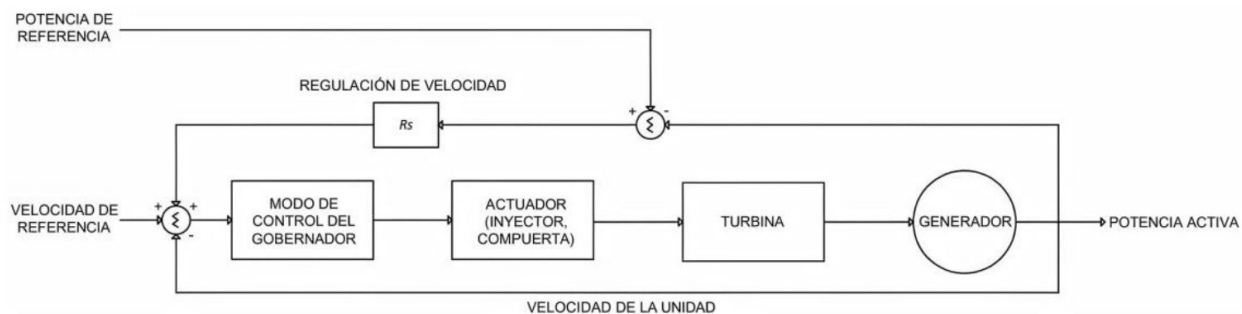 POTENCIA DE
REFERENCIA
REGULACIÓN DE VELOCIDAD
+
-
Rs
VELOCIDAD DE
REFERENCIA
+
+
-
MODO DE
CONTROL DEL
GOBERNADOR
ACTUADOR
(INYECTOR,
COMPUERTA)
TURBINA
GENERADOR
POTENCIA ACTIVA
VELOCIDAD DE LA UNIDAD